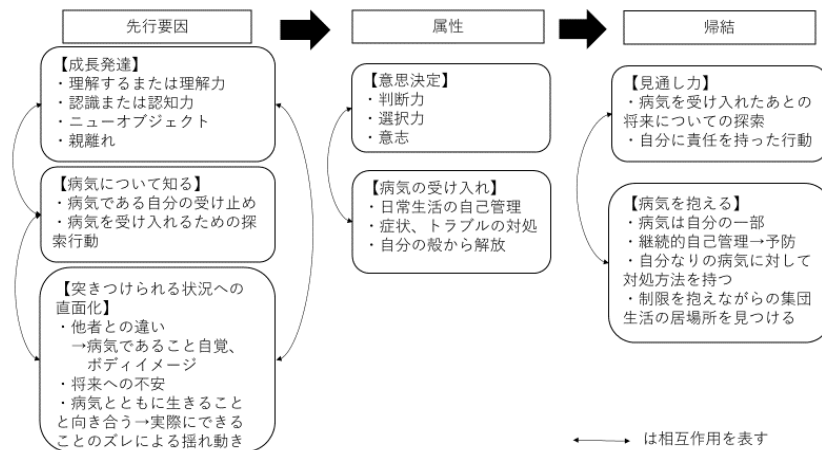 先行要因
属性
帰結
【成長発達】
・理解するまたは理解力
・認識または認知力
・ニューオブジェクト
・親離れ
【病気について知る】
・病気である自分の受け止め
・病気を受け入れるための探
索行動
【突きつけられる状況への
直面化】
・他者との違い
→病気であること自覚、
ボディイメージ
・将来への不安
・病気とともに生きること
と向き合う→実際にできる
ことのズレによる揺れ動き
【意思決定】
・判断力
・選択力
・意志
【病気の受け入れ】
・日常生活の自己管理
・症状、トラブルの対処
・自分の殻から解放
【見通し力】
・病気を受け入れたあとの
将来についての探索
・自分に責任を持った行動
【病気を抱える】
・病気は自分の一部
・継続的自己管理→予防
・自分なりの病気に対して
対処方法を持つ
・制限を抱えながらの集団
生活の居場所を見つける
は相互作用を表す